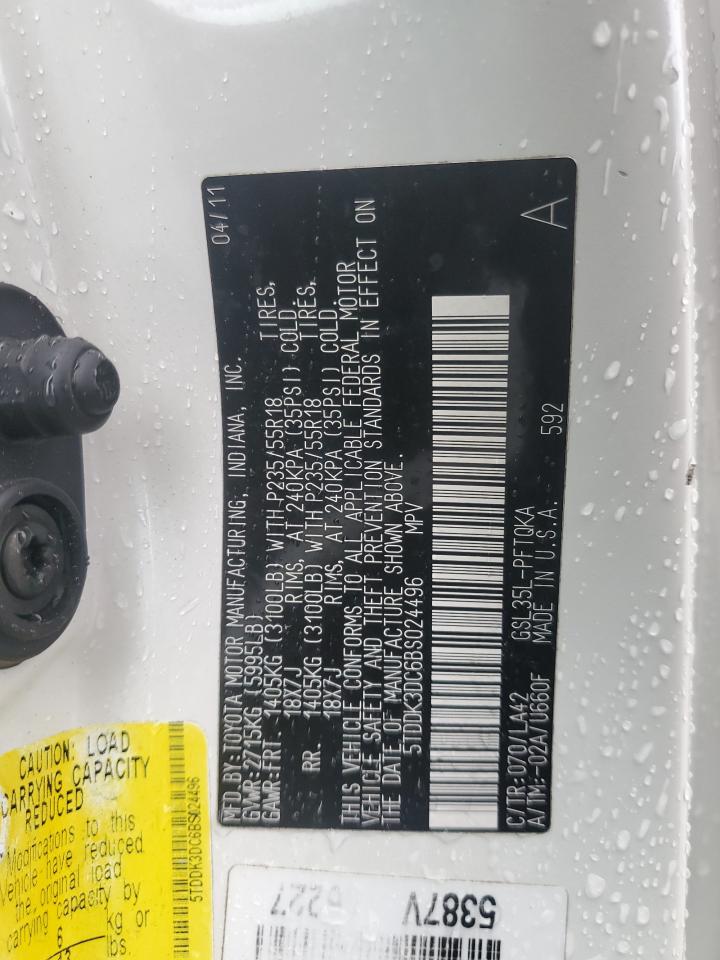 MFD.BY:TOYOTA MOTOR MANUFACTURING, INDIANA, INC. 04/11
GVWR:2715KG (5995LB)
GAWR:FRT. 1405KG (3100LB) WITH P235/55R18 TIRES,
18X7J RIMS, AT 240KPA (35PSI) COLD.
RR. 1405KG (3100LB) WITH P235/55R18 TIRES,
18X7J RIMS, AT 240KPA (35PSI) COLD.
THIS VEHICLE CONFORMS TO ALL APPLICABLE FEDERAL MOTOR
VEHICLE SAFETY AND THEFT PREVENTION STANDARDS IN EFFECT ON
THE DATE OF MANUFACTURE SHOWN ABOVE.
5TDDK3DC6BS024496 MPV
C/TR:070/LA42 GSL35L-PFTQKA
A/TM:-02A/U660F MADE IN U.S.A. 592 A
CAUTION: LOAD
CARRYING CAPACITY
REDUCED
Modifications to this
Vehicle have reduced
the original load
carrying capacity by
6 kg or
lbs.
5TDDK3DC6BS024496
227
5387V